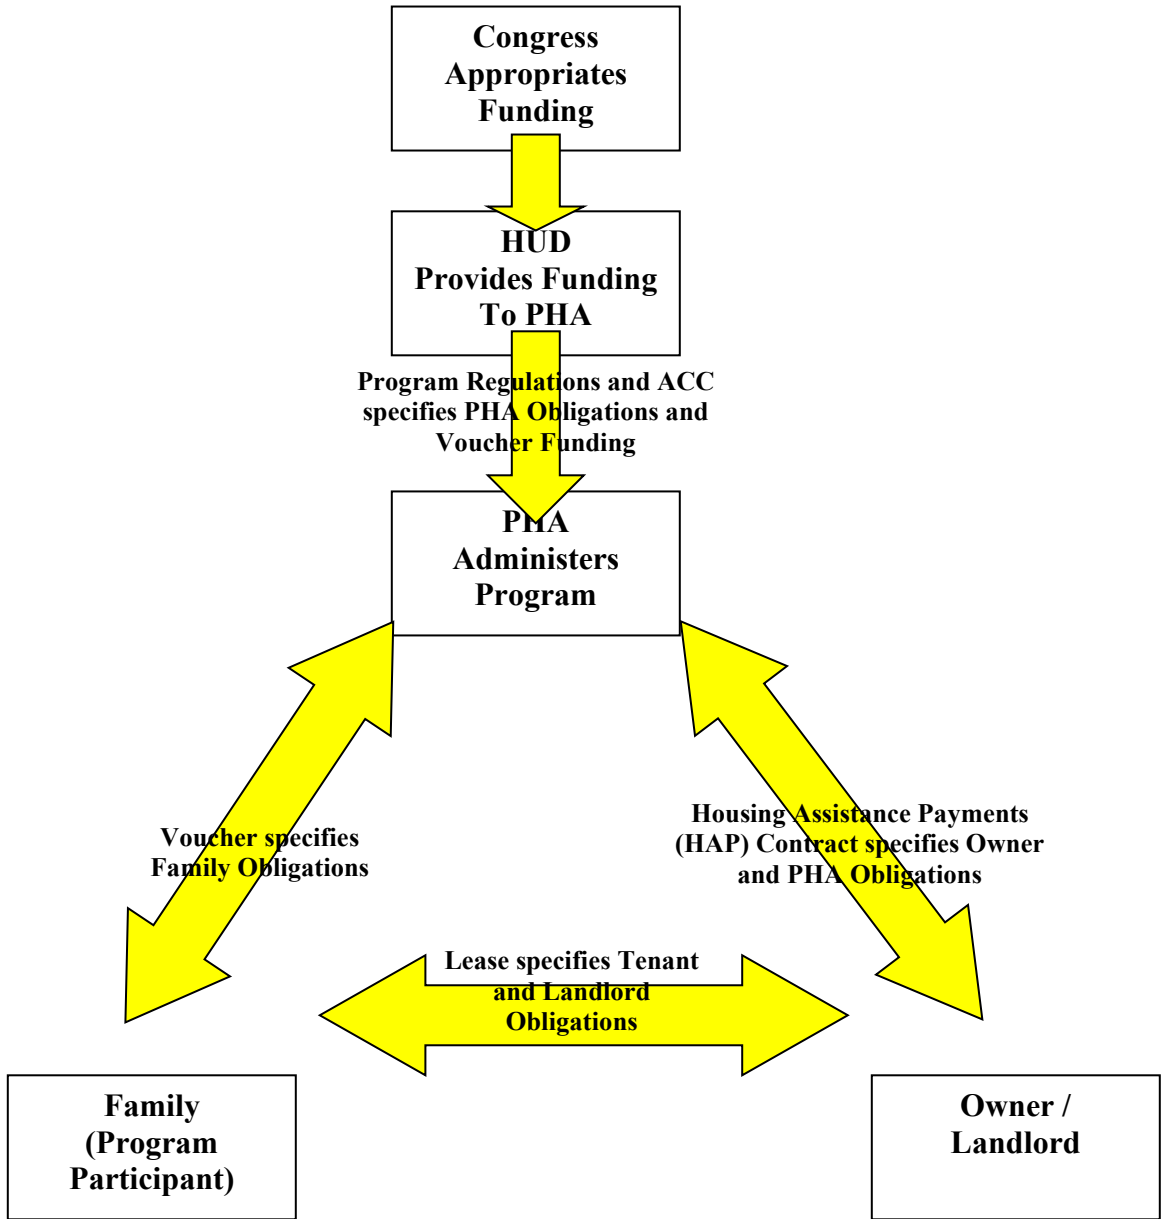 Congress
Appropriates
Funding
HUD
Provides Funding
To PHA
Program Regulations and ACC
specifies PHA Obligations and
Voucher Funding
PHA
Administers
Program
Voucher specifies
Family Obligations
Housing Assistance Payments
(HAP) Contract specifies Owner
and PHA Obligations
Lease specifies Tenant
and Landlord
Obligations
Family
(Program
Participant)
Owner /
Landlord